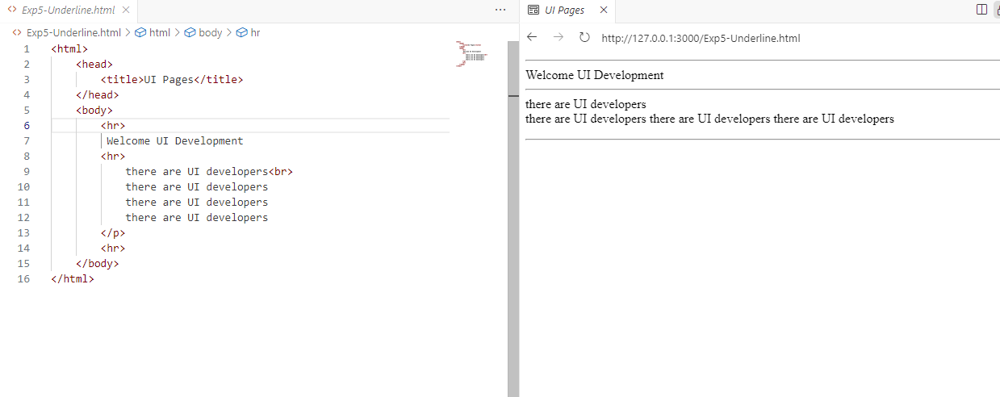 Exp5-Underline.html
Exp5-Underline.html > html > body > hr
1 <html>
2 <head>
3 <title>UI Pages</title>
4 </head>
5 <body>
6 <hr>
7 Welcome UI Development
8 <hr>
9 there are UI developers<br>
10 there are UI developers
11 there are UI developers
12 there are UI developers
13 </p>
14 <hr>
15 </body>
16 </html>
UI Pages
http://127.0.0.1:3000/Exp5-Underline.html
Welcome UI Development
there are UI developers
there are UI developers there are UI developers there are UI developers